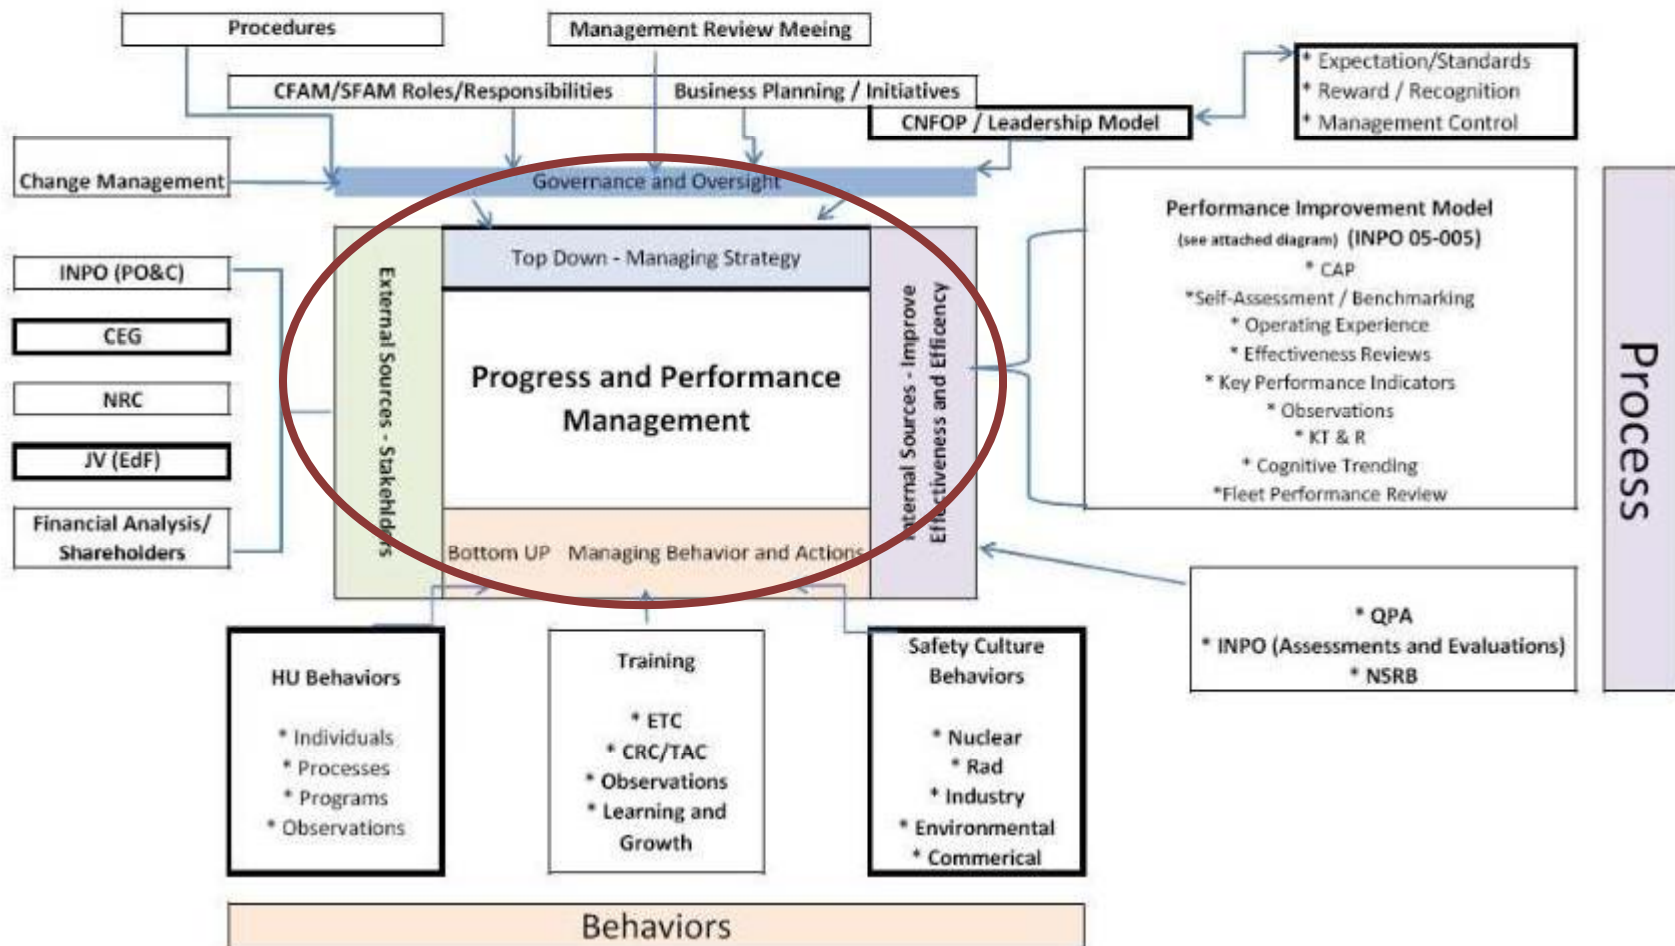 Procedures
Management Review Meeing
CFAM/SFAM Roles/Responsibilities
Business Planning / Initiatives
CNFOP / Leadership Model
* Expectation/Standards
* Reward / Recognition
* Management Control
Change Management
Governance and Oversight
Top Down - Managing Strategy
INPO (PO&C)
CEG
NRC
JV (EdF)
Financial Analysis/
Shareholders
External Sources - Stakehlders
Progress and Performance
Management
Internal Sources - Improve
Effectiveness and Efficency
Bottom UP Managing Behavior and Actions
Performance Improvement Model
(see attached diagram) (INPO 05-005)
* CAP
*Self-Assessment / Benchmarking
* Operating Experience
* Effectiveness Reviews
* Key Performance Indicators
* Observations
* KT & R
* Cognitive Trending
*Fleet Performance Review
Process
* QPA
* INPO (Assessments and Evaluations)
* NSRB
HU Behaviors
* Individuals
* Processes
* Programs
* Observations
Training
* ETC
* CRC/TAC
* Observations
* Learning and
Growth
Safety Culture
Behaviors
* Nuclear
* Rad
* Industry
* Environmental
* Commerical
Behaviors